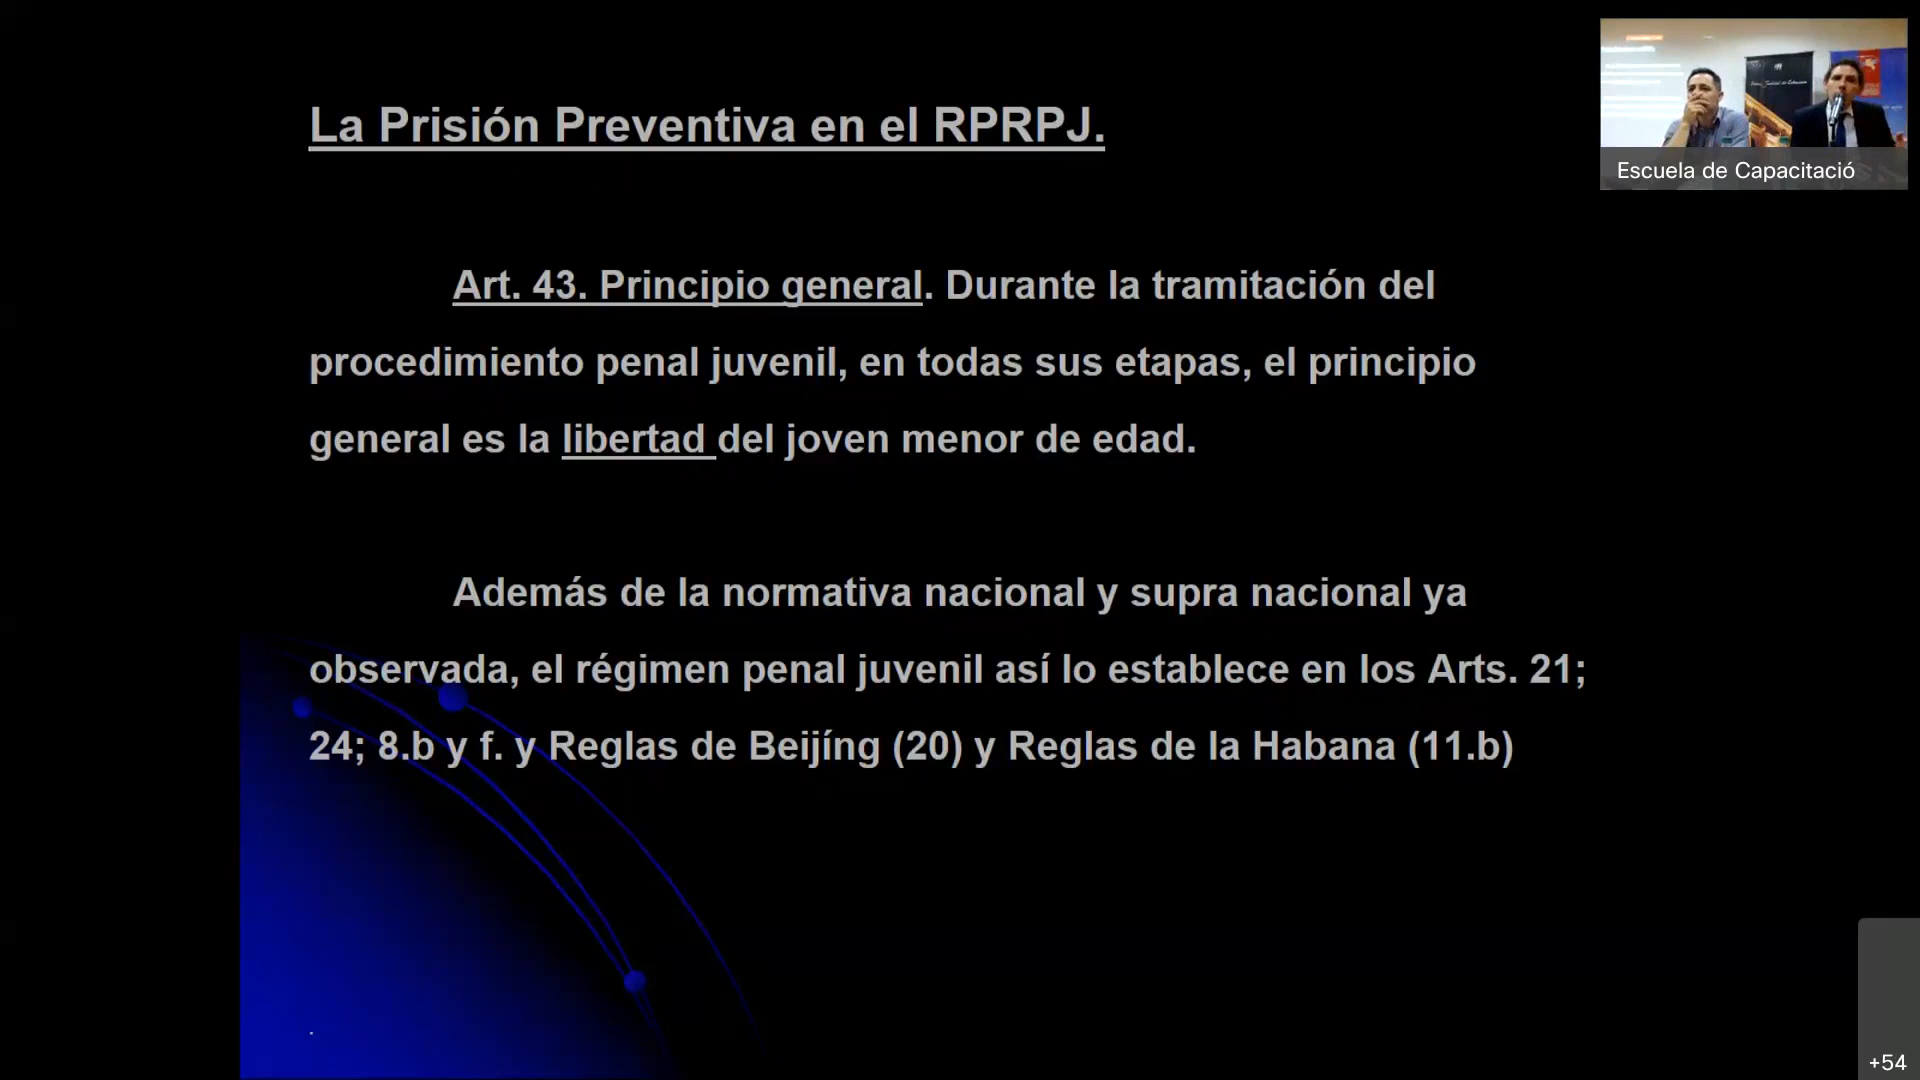 La Prisión Preventiva en el RPRPJ.
Art. 43. Principio general. Durante la tramitación del
procedimiento penal juvenil, en todas sus etapas, el principio
general es la libertad del joven menor de edad.
Además de la normativa nacional y supra nacional ya
observada, el régimen penal juvenil así lo establece en los Arts. 21;
24; 8.b y f. y Reglas de Beijíng (20) y Reglas de la Habana (11.b)
.
Escuela de Capacitació
+54